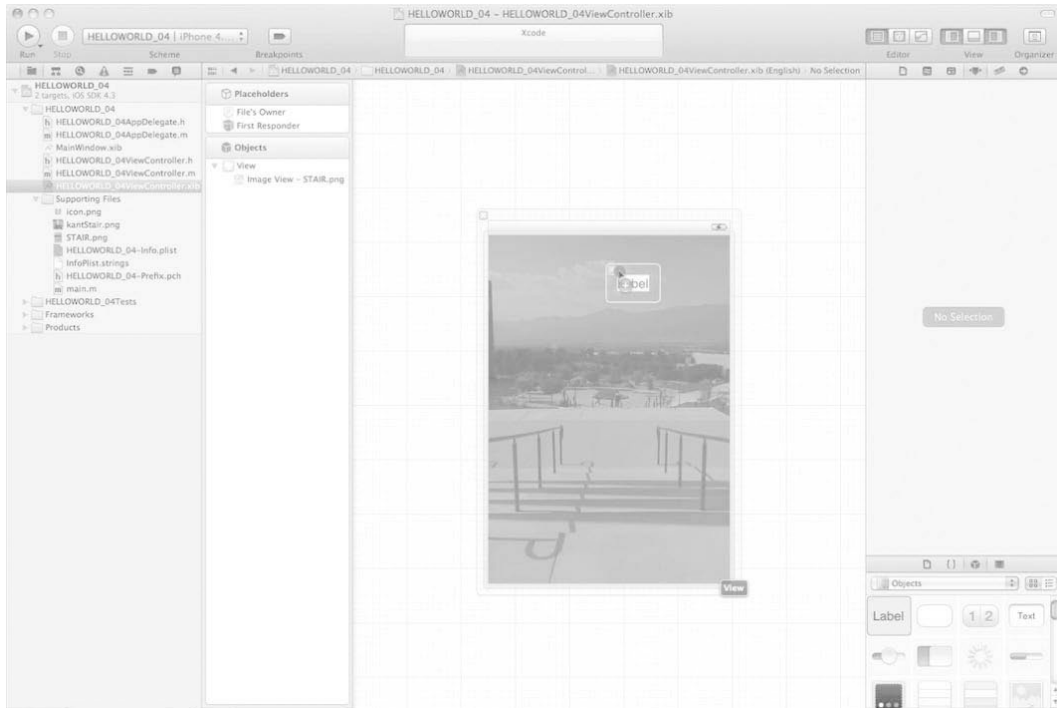 HELLOWORLD_04 – HELLOWORLD_04ViewController.xib
HELLOWORLD_04 | iPhone 4....
Xcode
Run Stop Scheme Breakpoints Editor View Organizer
HELLOWORLD_04 HELLOWORLD_04 HELLOWORLD_04ViewControl... HELLOWORLD_04ViewController.xib (English) No Selection
HELLOWORLD_04
2 targets, iOS SDK 4.3
HELLOWORLD_04
h HELLOWORLD_04AppDelegate.h
m HELLOWORLD_04AppDelegate.m
MainWindow.xib
h HELLOWORLD_04ViewController.h
m HELLOWORLD_04ViewController.m
HELLOWORLD_04ViewController.xib
Supporting Files
icon.png
kantStair.png
STAIR.png
HELLOWORLD_04-Info.plist
InfoPlist.strings
h HELLOWORLD_04-Prefix.pch
m main.m
HELLOWORLD_04Tests
Frameworks
Products
Placeholders
File's Owner
First Responder
Objects
View
Image View – STAIR.png
Label
View
No Selection
Objects
Label
1 2
Text